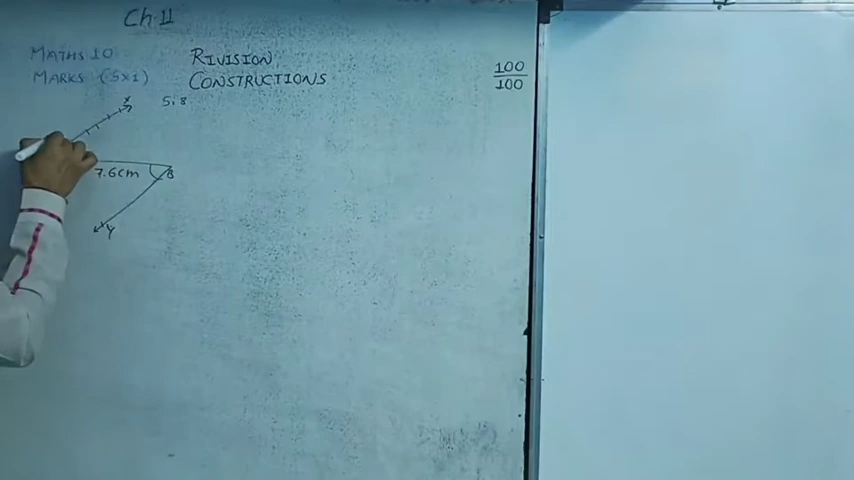 Ch 11
MATHS 10
RIVISION
MARKS (5x1)
CONSTRUCTIONS
100
100
X
5:8
7.6cm
B
Y